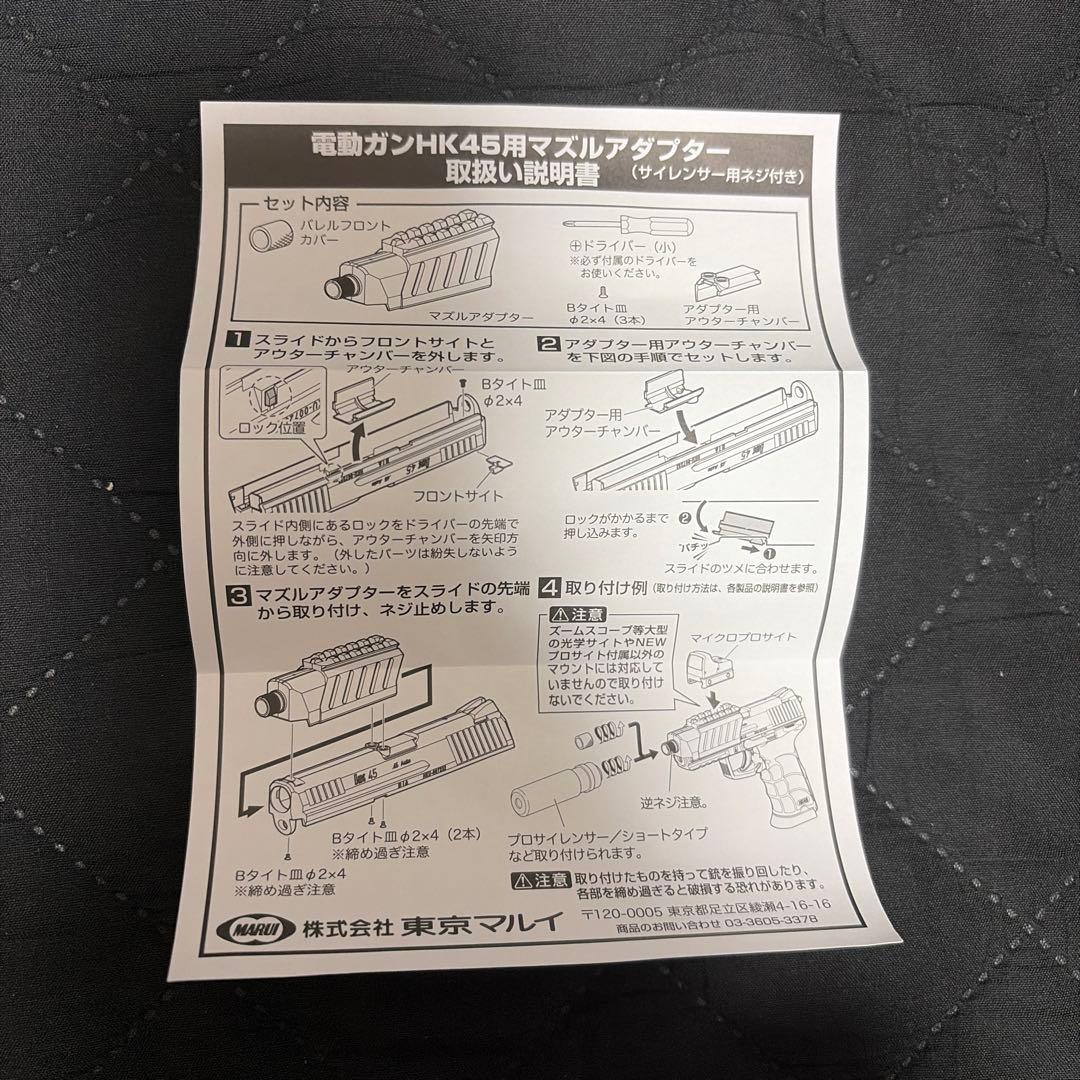 電動ガンHK45用マズルアダプター
取扱い説明書 (サイレンサー用ネジ付き)
セット内容
バレルフロント
カバー
マズルアダプター
⊕ドライバー（小）
※必ず付属のドライバーを
お使いください。
Bタイト皿
φ2×4（3本）
アダプター用
アウターチャンバー
1 スライドからフロントサイトと
アウターチャンバーを外します。
アウターチャンバー
Bタイト皿
φ2×4
ロック位置
フロントサイト
スライド内側にあるロックをドライバーの先端で
外側に押しながら、アウターチャンバーを矢印方
向に外します。（外したパーツは紛失しないよう
に注意してください。）
2 アダプター用アウターチャンバー
を下図の手順でセットします。
アダプター用
アウターチャンバー
ロックがかかるまで
押し込みます。
❷
パチッ
❶
スライドのツメに合わせます。
3 マズルアダプターをスライドの先端
から取り付け、ネジ止めします。
45
.45 Auto
Bタイト皿φ2×4（2本）
※締め過ぎ注意
Bタイト皿φ2×4
※締め過ぎ注意
4 取り付け例（取り付け方法は、各製品の説明書を参照）
⚠注意
ズームスコープ等大型
の光学サイトやNEW
プロサイト付属以外の
マウントには対応して
いませんので取り付け
ないでください。
マイクロプロサイト
逆ネジ注意。
プロサイレンサー／ショートタイプ
など取り付けられます。
⚠注意 取り付けたものを持って銃を振り回したり、
各部を締め過ぎると破損する恐れがあります。
MARUI 株式会社 東京マルイ
〒120-0005 東京都足立区綾瀬4-16-16
商品のお問い合わせ 03-3605-3378